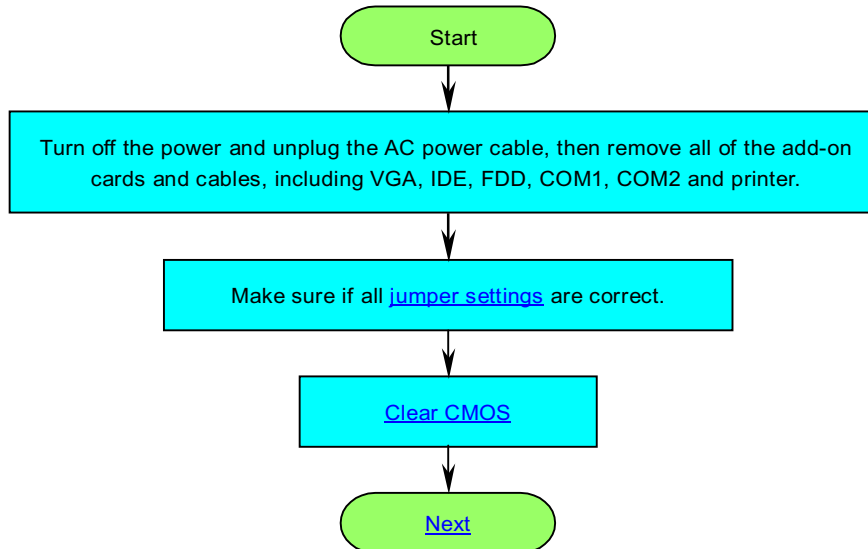 Start
Turn off the power and unplug the AC power cable, then remove all of the add-on
cards and cables, including VGA, IDE, FDD, COM1, COM2 and printer.
Make sure if all jumper settings are correct.
Clear CMOS
Next